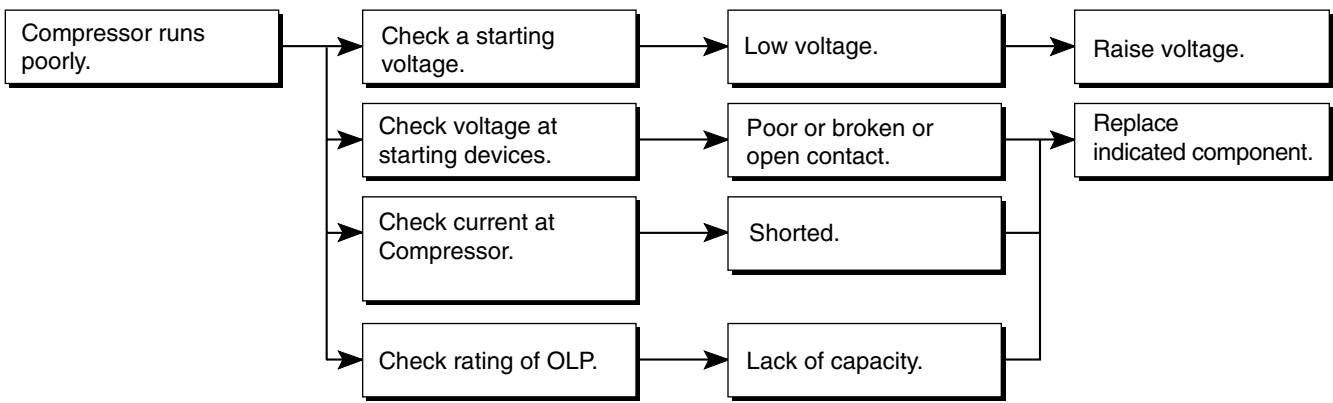 Compressor runs
poorly.
Check a starting
voltage.
Low voltage.
Raise voltage.
Check voltage at
starting devices.
Poor or broken or
open contact.
Replace
indicated component.
Check current at
Compressor.
Shorted.
Check rating of OLP.
Lack of capacity.